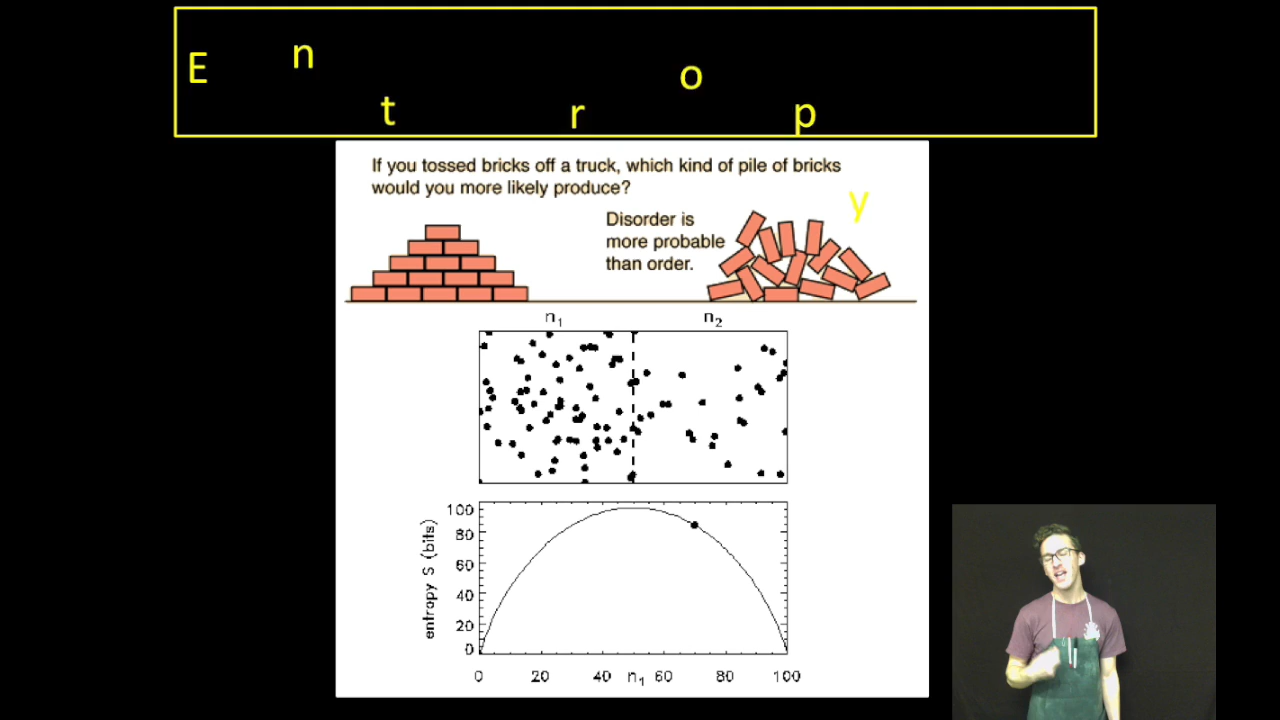 E n t r o p y
If you tossed bricks off a truck, which kind of pile of bricks
would you more likely produce?
Disorder is
more probable
than order.
n₁ n₂
entropy S (bits)
100
80
60
40
20
0
0 20 40 n₁ 60 80 100